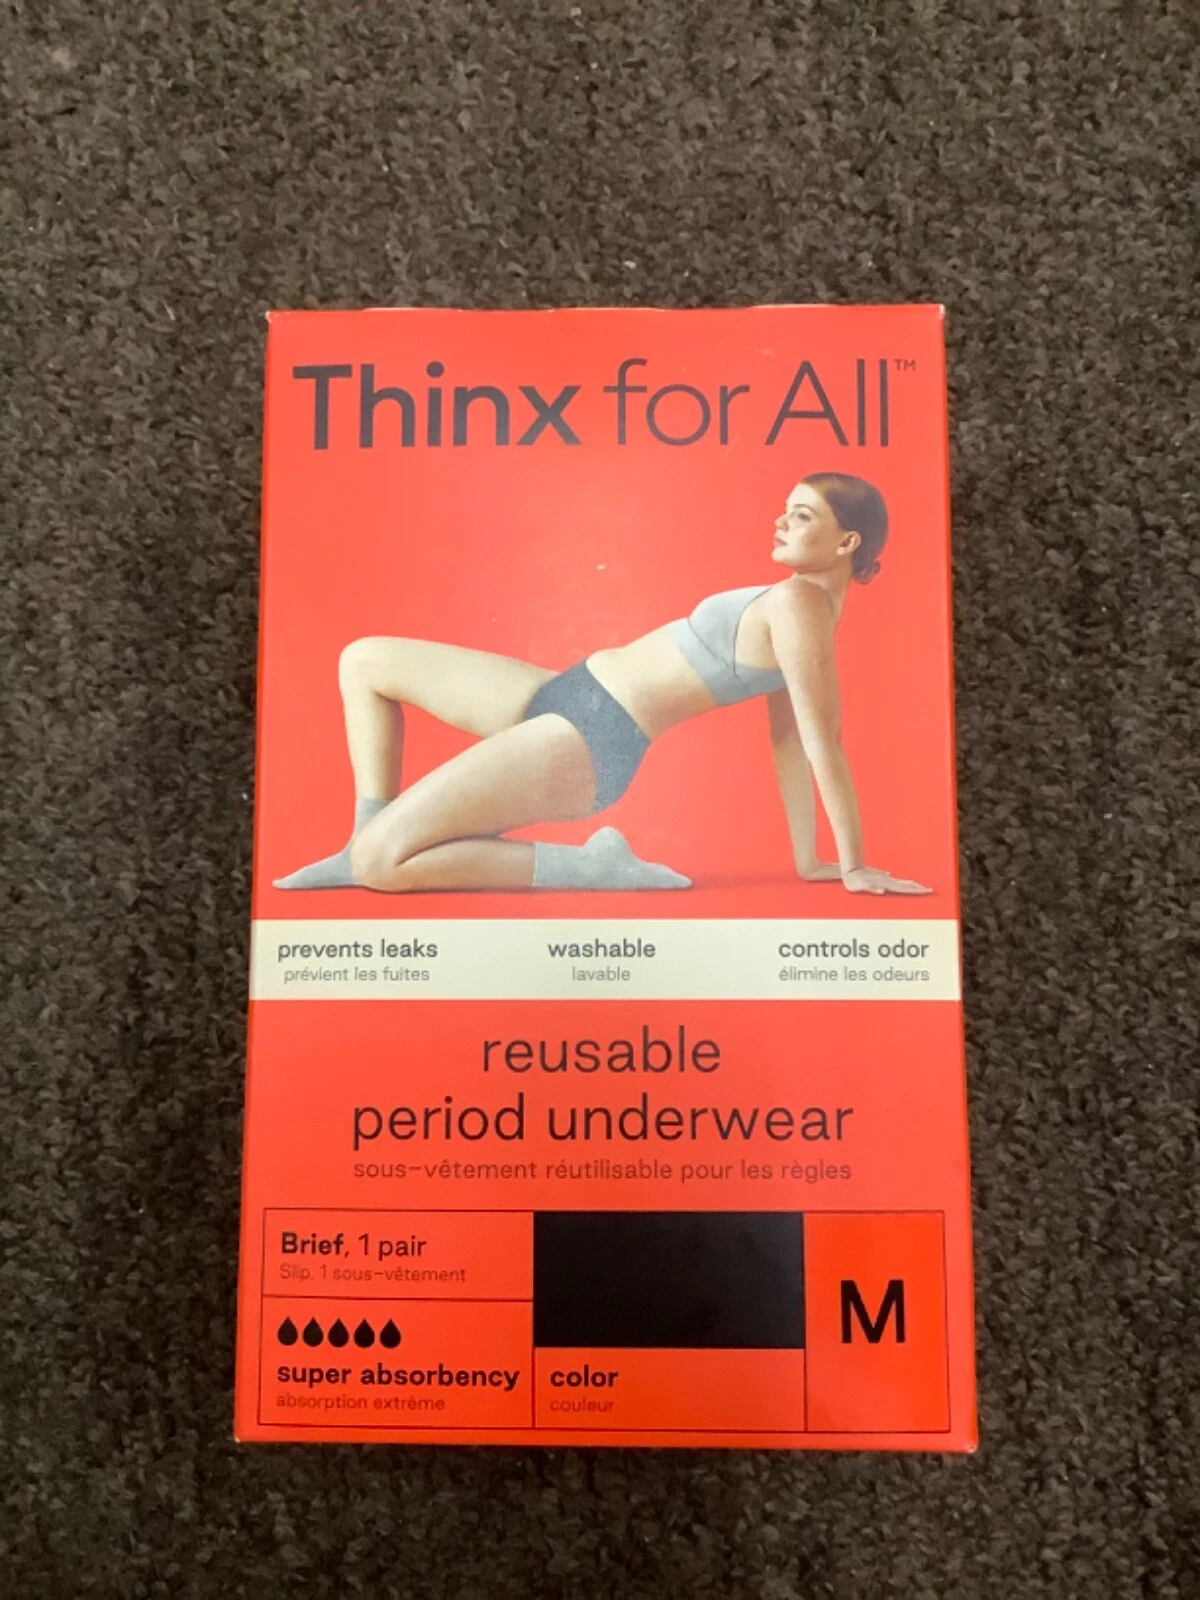 Thinx for All™
prevents leaks
prévient les fuites
washable
lavable
controls odor
élimine les odeurs
reusable
period underwear
sous-vêtement réutilisable pour les règles
Brief, 1 pair
Slip, 1 sous-vêtement
super absorbency
absorption extrême
color
couleur
M